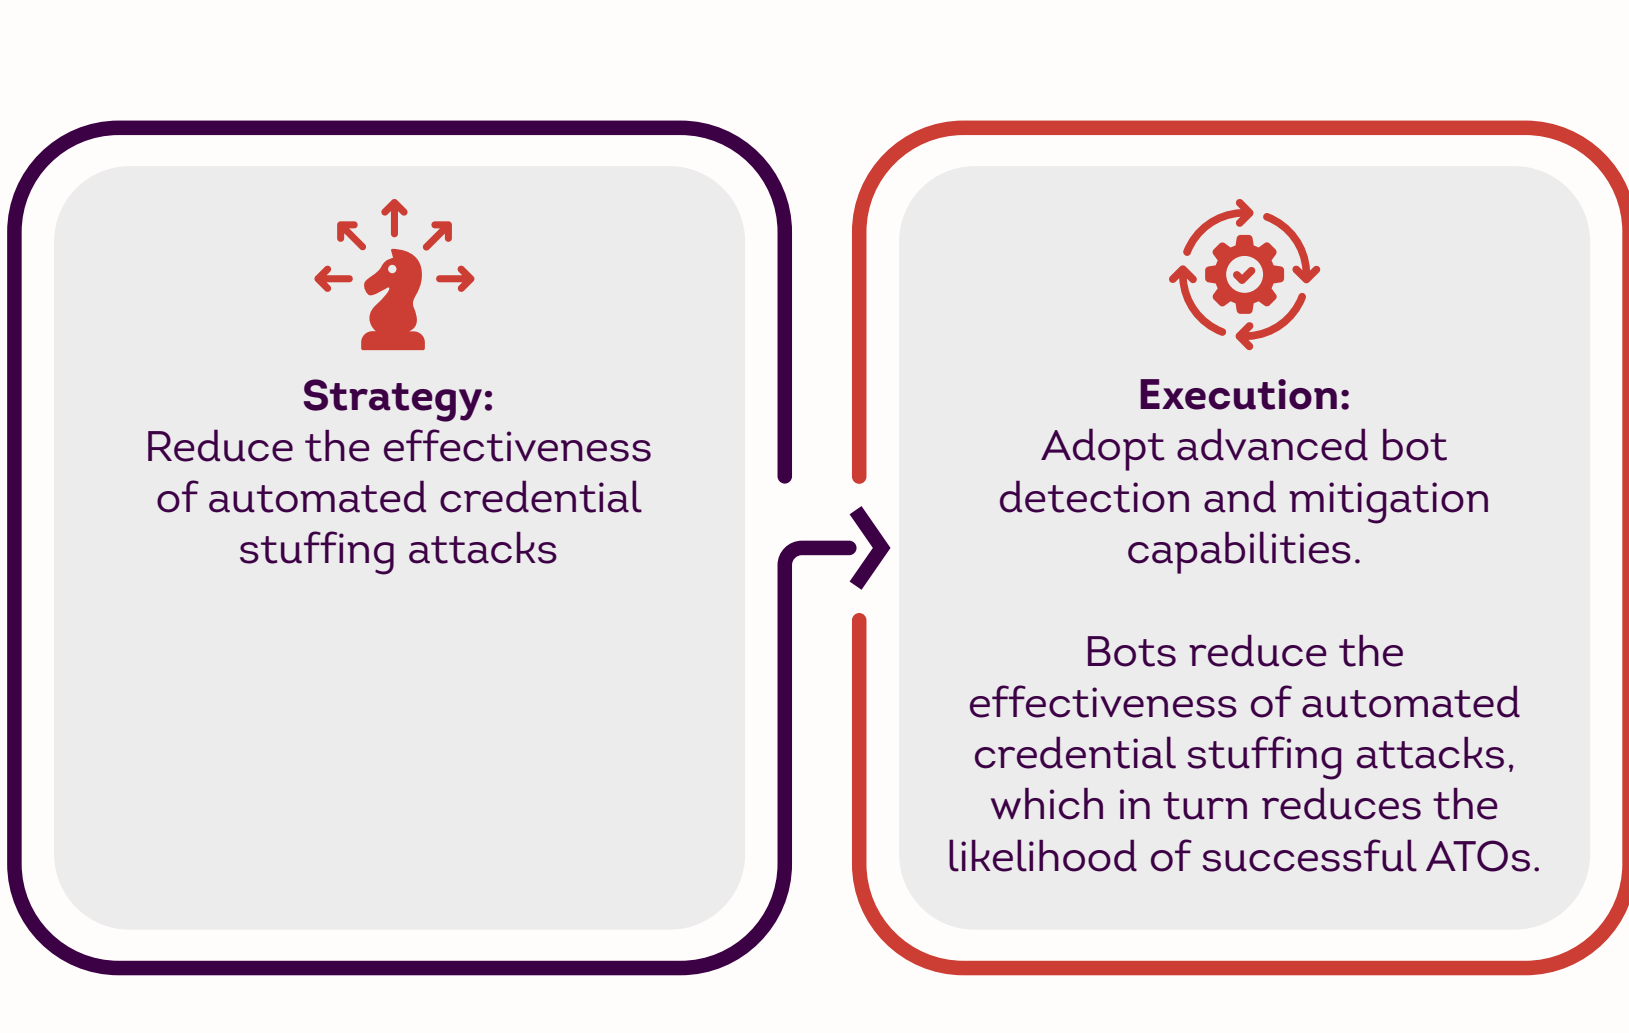 Strategy:
Reduce the effectiveness
of automated credential
stuffing attacks
Execution:
Adopt advanced bot
detection and mitigation
capabilities.
Bots reduce the
effectiveness of automated
credential stuffing attacks,
which in turn reduces the
likelihood of successful ATOs.